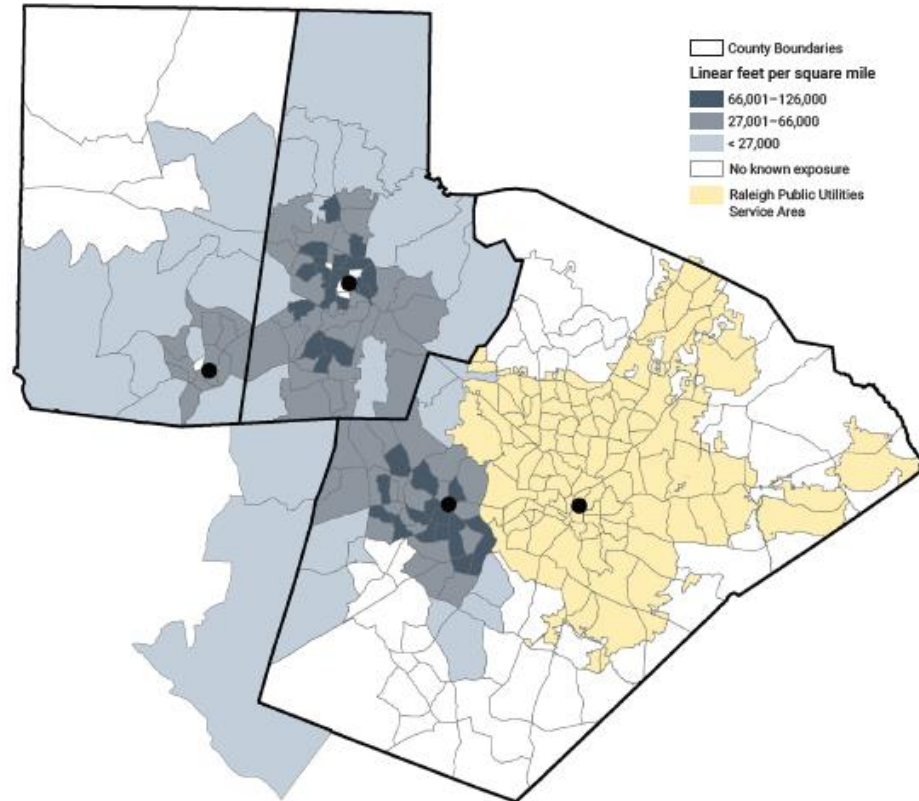 County Boundaries
Linear feet per square mile
66,001–126,000
27,001–66,000
< 27,000
No known exposure
Raleigh Public Utilities
Service Area